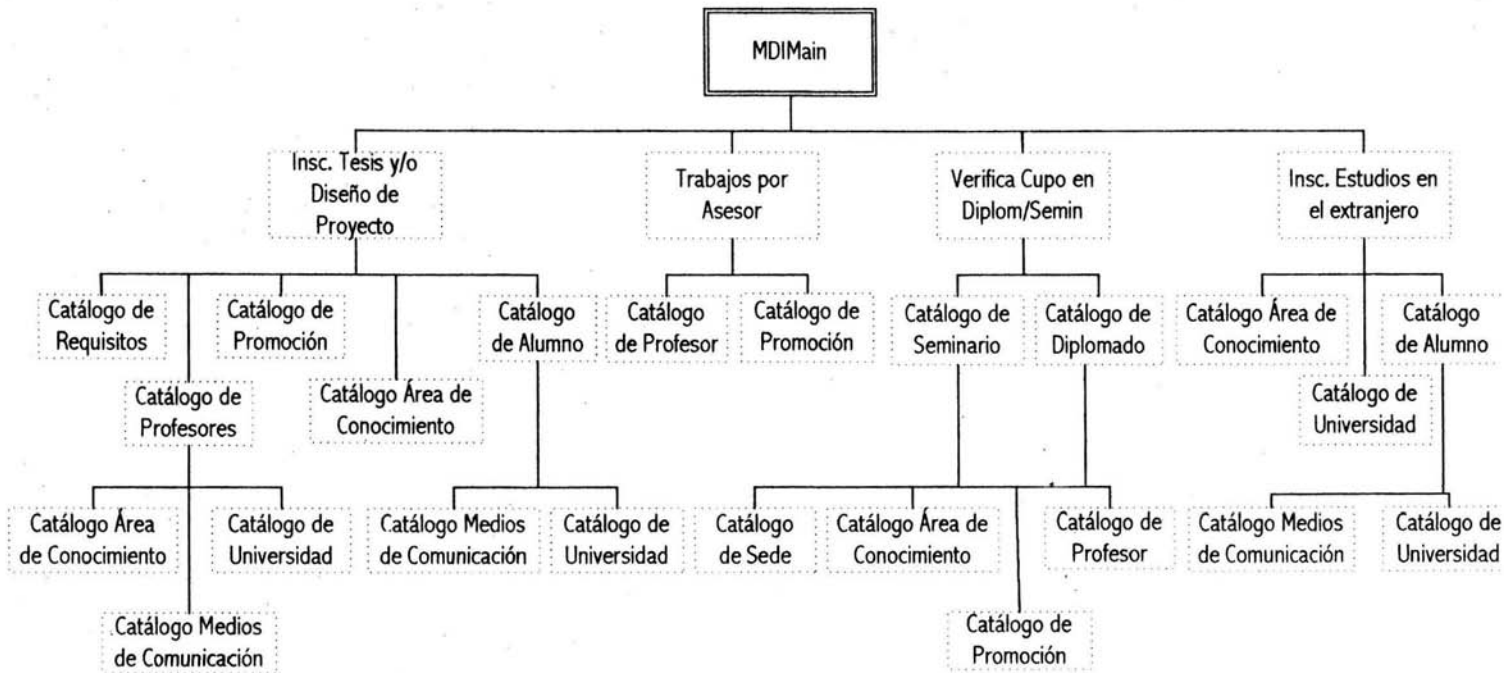 MDIMain
Insc. Tesis y/o
Diseño de
Proyecto
Trabajos por
Asesor
Verifica Cupo en
Diplom/Semin
Insc. Estudios en
el extranjero
Catálogo de
Requisitos
Catálogo de
Promoción
Catálogo
de Alumno
Catálogo
de Profesor
Catálogo de
Promoción
Catálogo de
Seminario
Catálogo de
Diplomado
Catálogo Área de
Conocimiento
Catálogo
de Alumno
Catálogo de
Profesores
Catálogo Área de
Conocimiento
Catálogo de
Universidad
Catálogo Área
de Conocimiento
Catálogo de
Universidad
Catálogo Medios
de Comunicación
Catálogo de
Universidad
Catálogo
de Sede
Catálogo Área de
Conocimiento
Catálogo de
Profesor
Catálogo Medios
de Comunicación
Catálogo de
Universidad
Catálogo Medios
de Comunicación
Catálogo de
Promoción